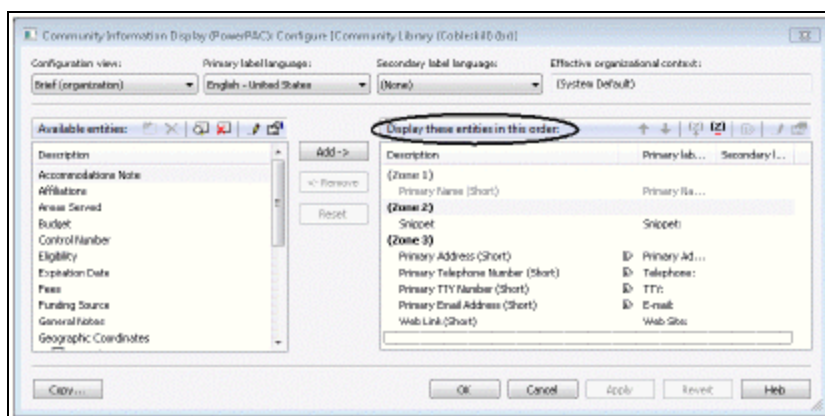 Community Information Display (PowerPAC): Configure [Community Library (Cobleskill) (br)]
Configuration view: Primary label language: Secondary label language: Effective organizational context:
Brief (organization) English - United States (None) (System Default)
Available entities: Display these entities in this order:
Description Add -> Description Primary lab... Secondary l...
Accommodations Note <- Remove (Zone 1)
Affiliations Primary Name (Short) Primary Na...
Areas Served Reset (Zone 2)
Budget Snippet Snippet:
Control Number (Zone 3)
Eligibility Primary Address (Short) Primary Ad...
Expiration Date Primary Telephone Number (Short) Telephone:
Fees Primary TTY Number (Short) TTY:
Funding Source Primary Email Address (Short) E-mail:
General Notes Web Link (Short) Web Site:
Geographic Coordinates
Copy... OK Cancel Apply Revert Help